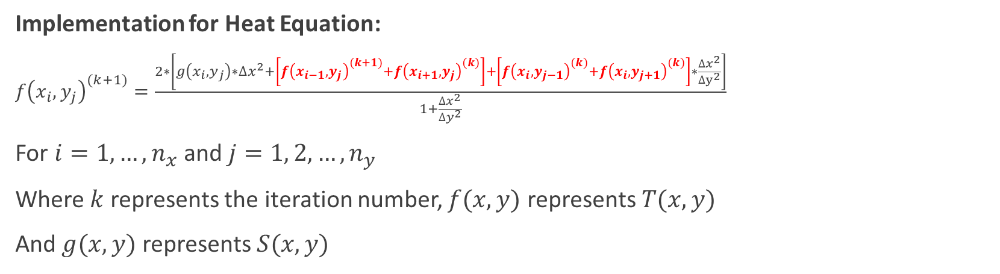 Implementation for Heat Equation:
f(x_i, y_j)^(k+1) = 2*[g(x_i,y_j)*Δx^2+[f(x_{i−1},y_j)^(k+1)+f(x_{i+1},y_j)^(k)]+[f(x_i,y_{j−1})^(k)+f(x_i,y_{j+1})^(k)]*Δx^2/Δy^2] / 1+Δx^2/Δy^2
For i = 1, … , n_x and j = 1, 2, … , n_y
Where k represents the iteration number, f(x, y) represents T(x, y)
And g(x, y) represents S(x, y)